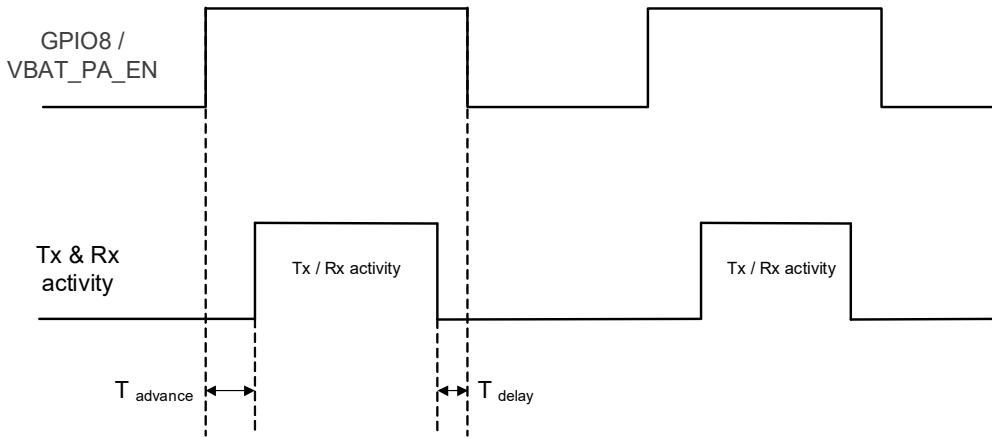 GPIO8 /
VBAT_PA_EN
Tx & Rx
activity
Tx / Rx activity
Tx / Rx activity
T advance
T delay